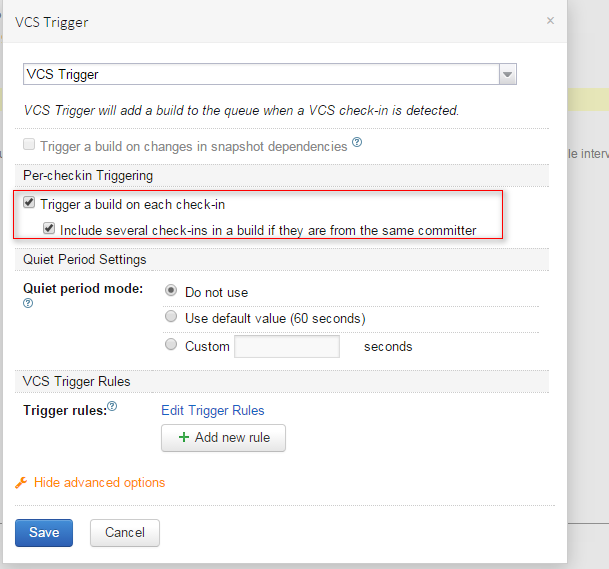 VCS Trigger
×
VCS Trigger
VCS Trigger will add a build to the queue when a VCS check-in is detected.
Trigger a build on changes in snapshot dependencies ?
le interv
Per-checkin Triggering
Trigger a build on each check-in
Include several check-ins in a build if they are from the same committer
Quiet Period Settings
Quiet period mode: Do not use
?
Use default value (60 seconds)
Custom seconds
VCS Trigger Rules
Trigger rules: ? Edit Trigger Rules
+ Add new rule
Hide advanced options
Save Cancel